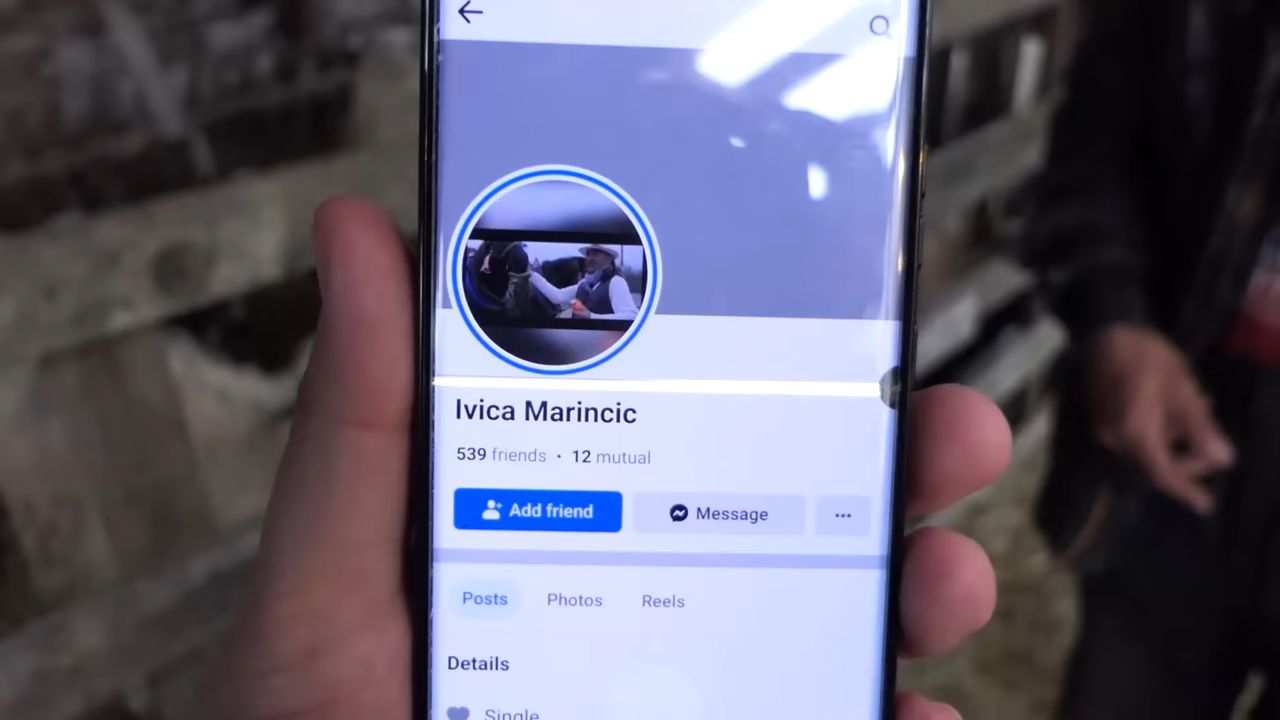 Ivica Marincic
539 friends • 12 mutual
Add friend
Message
Posts
Photos
Reels
Details
Single